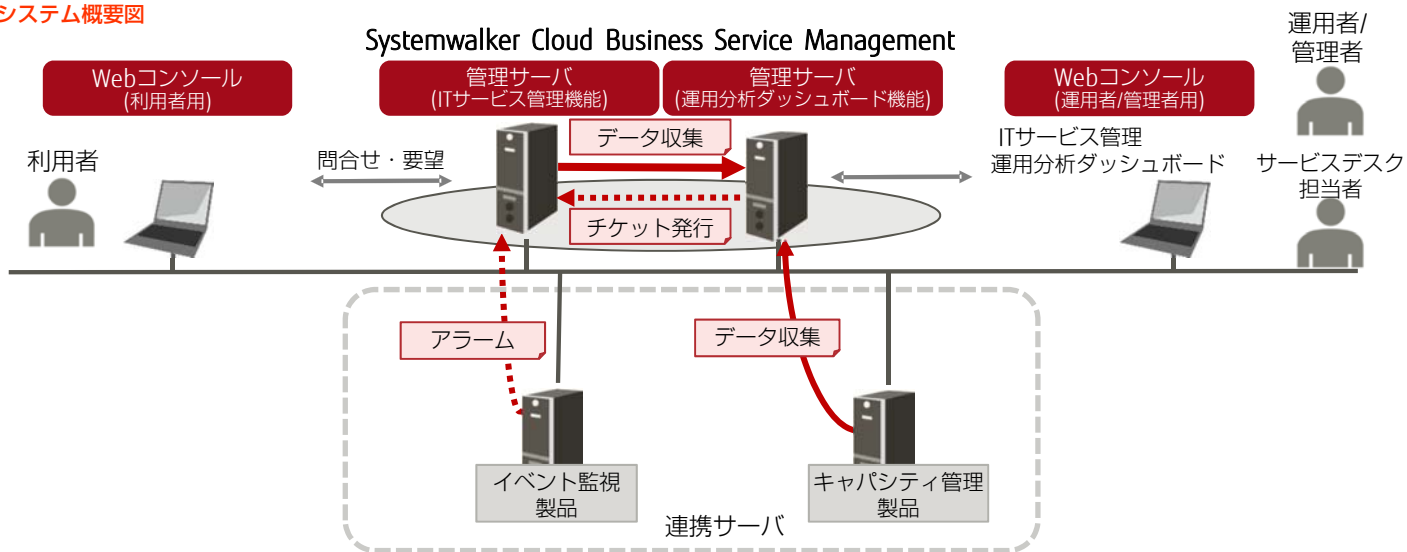 システム概要図
Systemwalker Cloud Business Service Management
運用者/
管理者
Webコンソール
(利用者用)
管理サーバ
(ITサービス管理機能)
管理サーバ
(運用分析ダッシュボード機能)
Webコンソール
(運用者/管理者用)
利用者
問合せ・要望
データ収集
チケット発行
ITサービス管理
運用分析ダッシュボード
サービスデスク
担当者
アラーム
データ収集
イベント監視
製品
キャパシティ管理
製品
連携サーバ